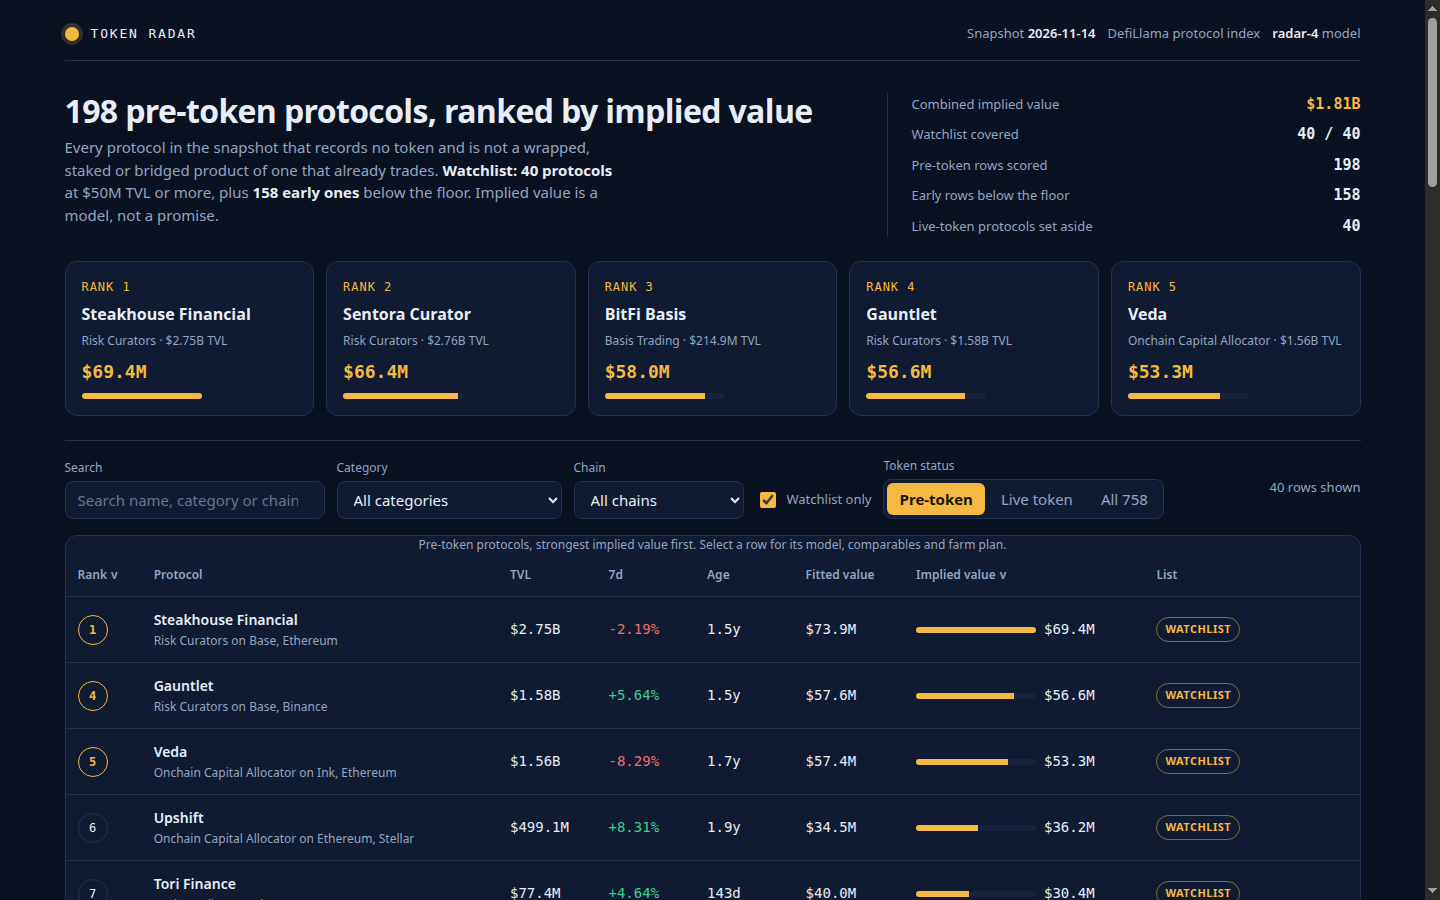 TOKEN RADAR
Snapshot 2026-11-14 DefiLlama protocol index radar-4 model
198 pre-token protocols, ranked by implied value
Every protocol in the snapshot that records no token and is not a wrapped,
staked or bridged product of one that already trades. Watchlist: 40 protocols
at $50M TVL or more, plus 158 early ones below the floor. Implied value is a
model, not a promise.
Combined implied value $1.81B
Watchlist covered 40 / 40
Pre-token rows scored 198
Early rows below the floor 158
Live-token protocols set aside 40
RANK 1
Steakhouse Financial
Risk Curators · $2.75B TVL
$69.4M
RANK 2
Sentora Curator
Risk Curators · $2.76B TVL
$66.4M
RANK 3
BitFi Basis
Basis Trading · $214.9M TVL
$58.0M
RANK 4
Gauntlet
Risk Curators · $1.58B TVL
$56.6M
RANK 5
Veda
Onchain Capital Allocator · $1.56B TVL
$53.3M
Search
Search name, category or chain
Category
All categories
Chain
All chains
Watchlist only
Token status
Pre-token Live token All 758
40 rows shown
Pre-token protocols, strongest implied value first. Select a row for its model, comparables and farm plan.
Rank v Protocol TVL 7d Age Fitted value Implied value v List
1 Steakhouse Financial $2.75B -2.19% 1.5y $73.9M $69.4M WATCHLIST
Risk Curators on Base, Ethereum
4 Gauntlet $1.58B +5.64% 1.5y $57.6M $56.6M WATCHLIST
Risk Curators on Base, Binance
5 Veda $1.56B -8.29% 1.7y $57.4M $53.3M WATCHLIST
Onchain Capital Allocator on Ink, Ethereum
6 Upshift $499.1M +8.31% 1.9y $34.5M $36.2M WATCHLIST
Onchain Capital Allocator on Ethereum, Stellar
7 Tori Finance $77.4M +4.64% 143d $40.0M $30.4M WATCHLIST